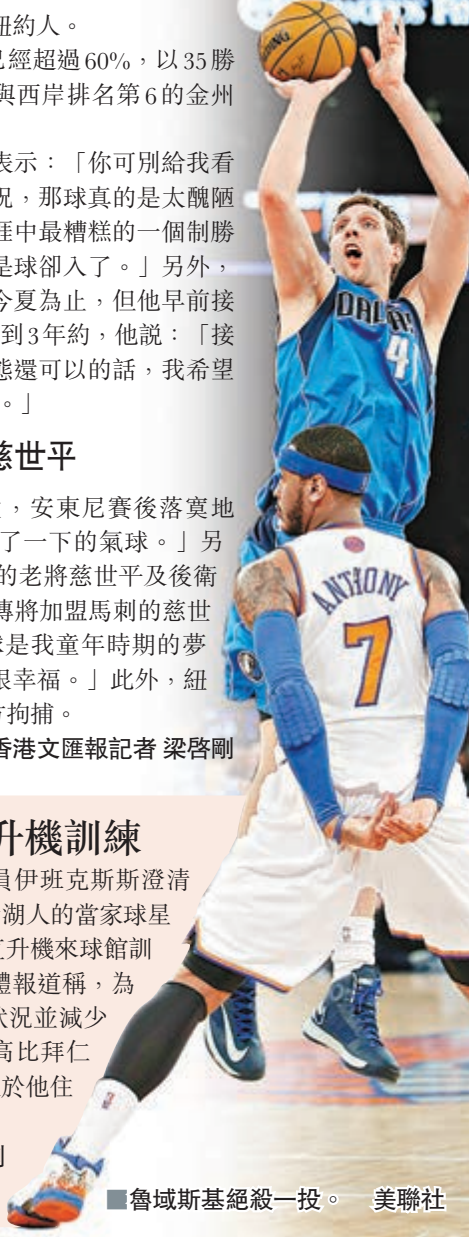 紐約人。
已經超過60%，以35勝
與西岸排名第6的金州
表示：「你可別給我看
況，那球真的是太醜陋
涯中最糟糕的一個制勝
是球卻入了。」另外，
今夏為止，但他早前接
到3年約，他説：「接
態還可以的話，我希望
。」
慈世平
，安東尼賽後落寞地
了一下的氣球。」另
的老將慈世平及後衛
傳將加盟馬刺的慈世
球是我童年時期的夢
很幸福。」此外，紐
方拘捕。
香港文匯報記者 梁啓剛
升機訓練
員伊班克斯斯澄清
湖人的當家球星
直升機來球館訓
體報道稱，為
狀況並減少
高比拜仁
於他住
DALLAS
41
ANTHONY
7
■魯域斯基絕殺一投。 美聯社